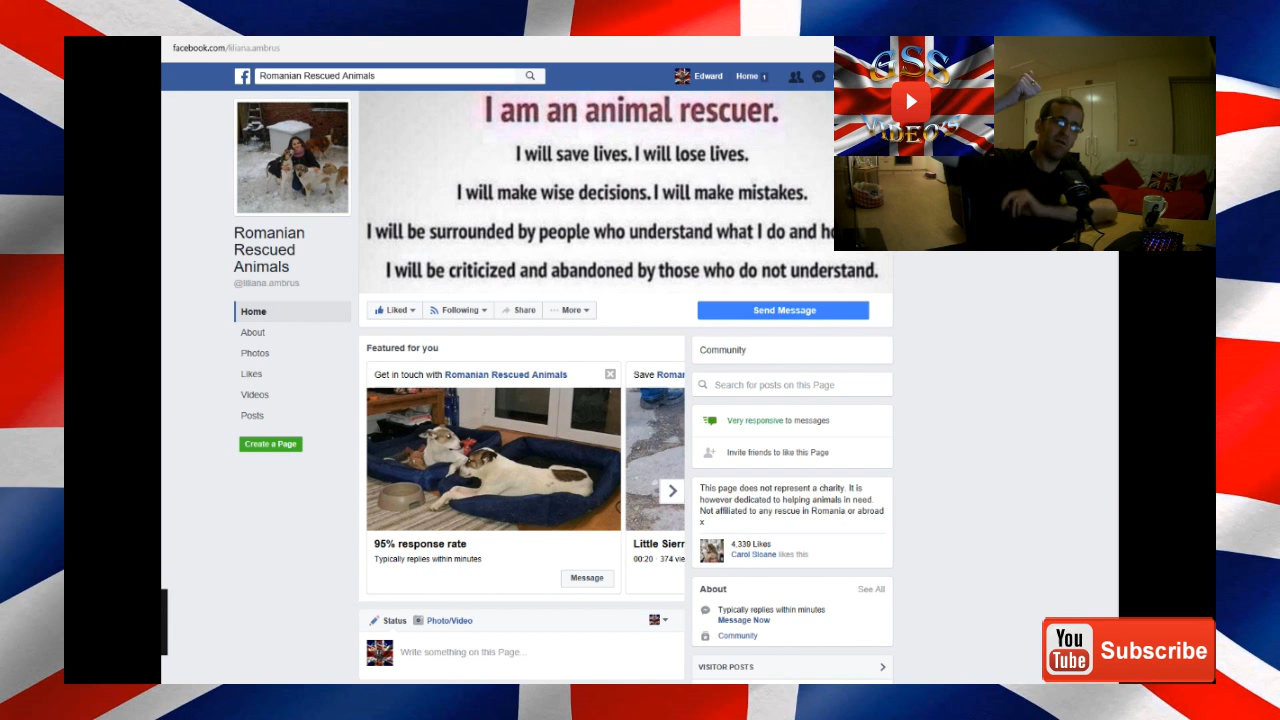 facebook.com/liliana.ambrus
Romanian Rescued Animals
Edward
Home 1
GSS
VIDEO'Z
I am an animal rescuer.
I will save lives. I will lose lives.
I will make wise decisions. I will make mistakes.
I will be surrounded by people who understand what I do and
I will be criticized and abandoned by those who do not understand.
Romanian
Rescued
Animals
@liliana.ambrus
Home
About
Photos
Likes
Videos
Posts
Create a Page
Liked
Following
Share
More
Send Message
Featured for you
Get in touch with Romanian Rescued Animals
Save Romar
95% response rate
Typically replies within minutes
Message
Little Sierr
00:20 · 374 vie
Status
Photo/Video
Write something on this Page...
Community
Search for posts on this Page
Very responsive to messages
Invite friends to like this Page
This page does not represent a charity. It is
however dedicated to helping animals in need.
Not affiliated to any rescue in Romania or abroad
x
4,339 Likes
Carol Sloane likes this
About
See All
Typically replies within minutes
Message Now
Community
VISITOR POSTS
You
Tube
Subscribe